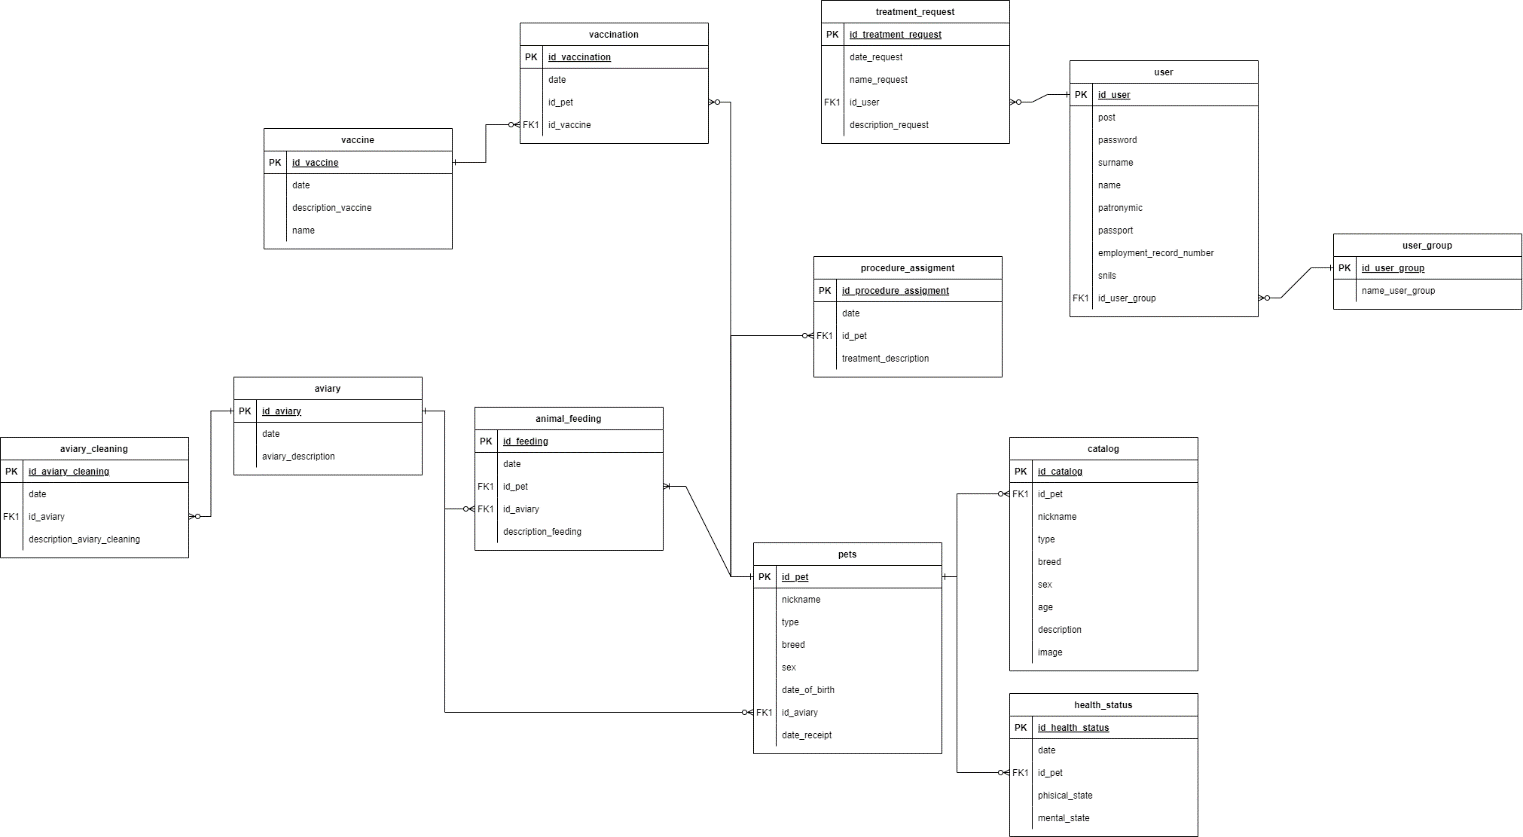 treatment_request
PK id_treatment_request
date_request
name_request
FK1 id_user
description_request
vaccination
PK id_vaccination
date
id_pet
FK1 id_vaccine
user
PK id_user
post
password
surname
name
patronymic
passport
employment_record_number
snils
FK1 id_user_group
vaccine
PK id_vaccine
date
description_vaccine
name
user_group
PK id_user_group
name_user_group
procedure_assigment
PK id_procedure_assigment
date
FK1 id_pet
treatment_description
aviary
PK id_aviary
date
aviary_description
animal_feeding
PK id_feeding
date
FK1 id_pet
FK1 id_aviary
description_feeding
aviary_cleaning
PK id_aviary_cleaning
date
FK1 id_aviary
description_aviary_cleaning
catalog
PK id_catalog
FK1 id_pet
nickname
type
breed
sex
age
description
image
pets
PK id_pet
nickname
type
breed
sex
date_of_birth
FK1 id_aviary
date_receipt
health_status
PK id_health_status
date
FK1 id_pet
phisical_state
mental_state